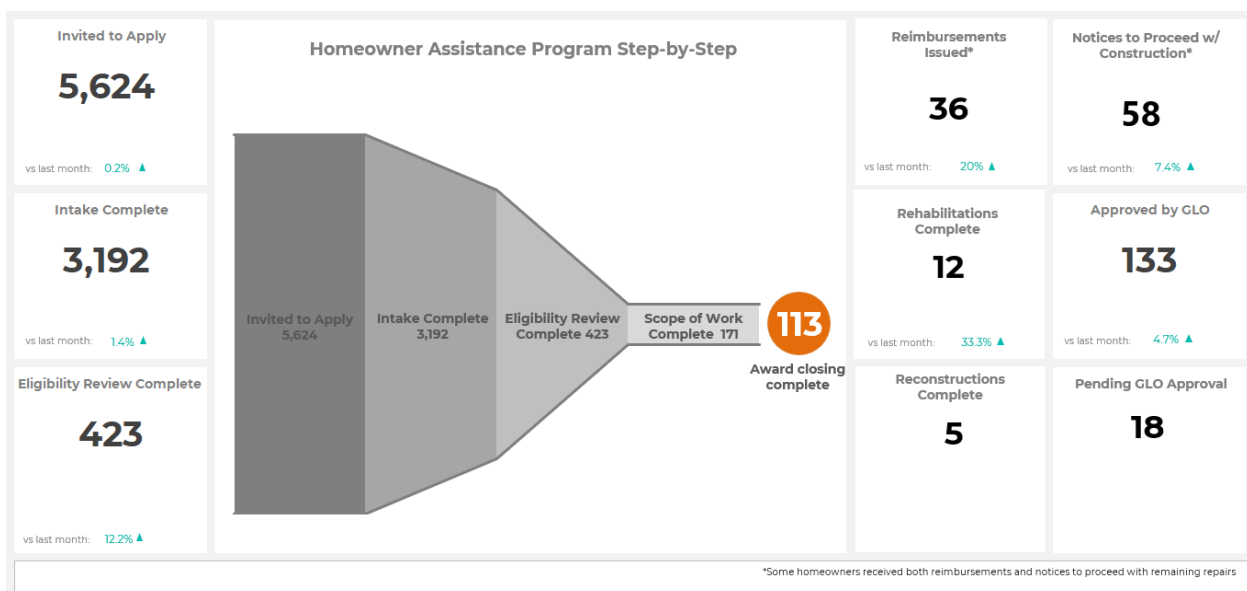 Invited to Apply
5,624
vs last month: 0.2% ▲
Intake Complete
3,192
vs last month: 1.4% ▲
Eligibility Review Complete
423
vs last month: 12.2% ▲
Homeowner Assistance Program Step-by-Step
Invited to Apply
5,624
Intake Complete
3,192
Eligibility Review
Complete 423
Scope of Work
Complete 171
113
Award closing
complete
Reimbursements
Issued*
36
vs last month: 20% ▲
Notices to Proceed w/
Construction*
58
vs last month: 7.4% ▲
Rehabilitations
Complete
12
vs last month: 33.3% ▲
Approved by GLO
133
vs last month: 4.7% ▲
Reconstructions
Complete
5
Pending GLO Approval
18
*Some homeowners received both reimbursements and notices to proceed with remaining repairs